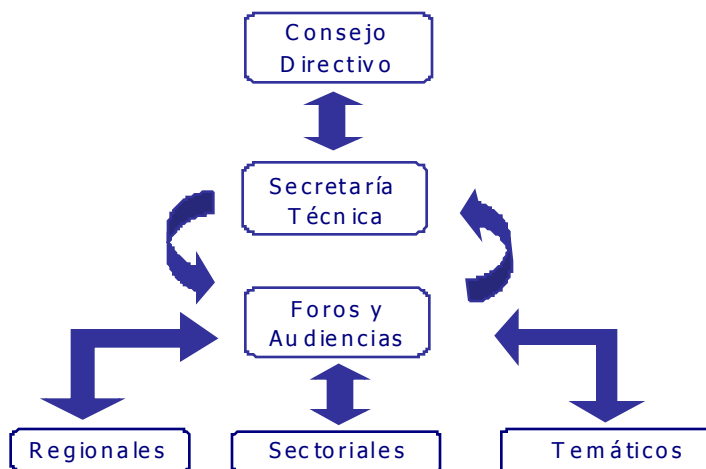 Consejo
Directivo
Secretaría
Técnica
Foros y
Audiencias
Regionales
Sectoriales
Temáticos